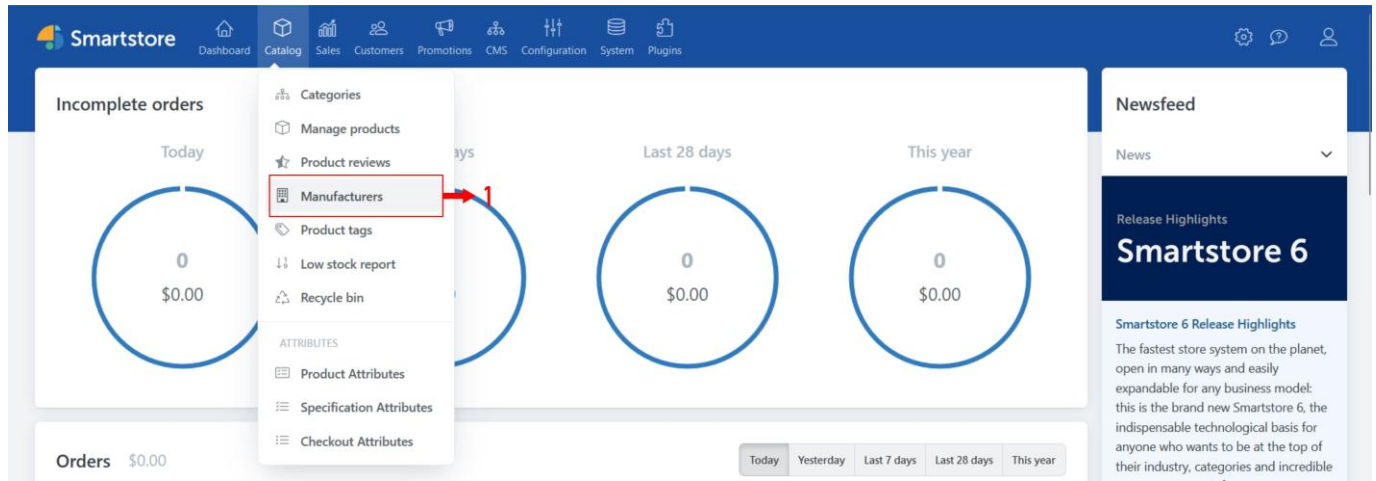 Smartstore
Dashboard Catalog Sales Customers Promotions CMS Configuration System Plugins
Incomplete orders
Today
Last 28 days
This year
0
$0.00
0
$0.00
0
$0.00
Categories
Manage products
Product reviews
Manufacturers
1
Product tags
Low stock report
Recycle bin
ATTRIBUTES
Product Attributes
Specification Attributes
Checkout Attributes
Orders $0.00
Today Yesterday Last 7 days Last 28 days This year
Newsfeed
News
Release Highlights
Smartstore 6
Smartstore 6 Release Highlights
The fastest store system on the planet,
open in many ways and easily
expandable for any business model:
this is the brand new Smartstore 6, the
indispensable technological basis for
anyone who wants to be at the top of
their industry, categories and incredible